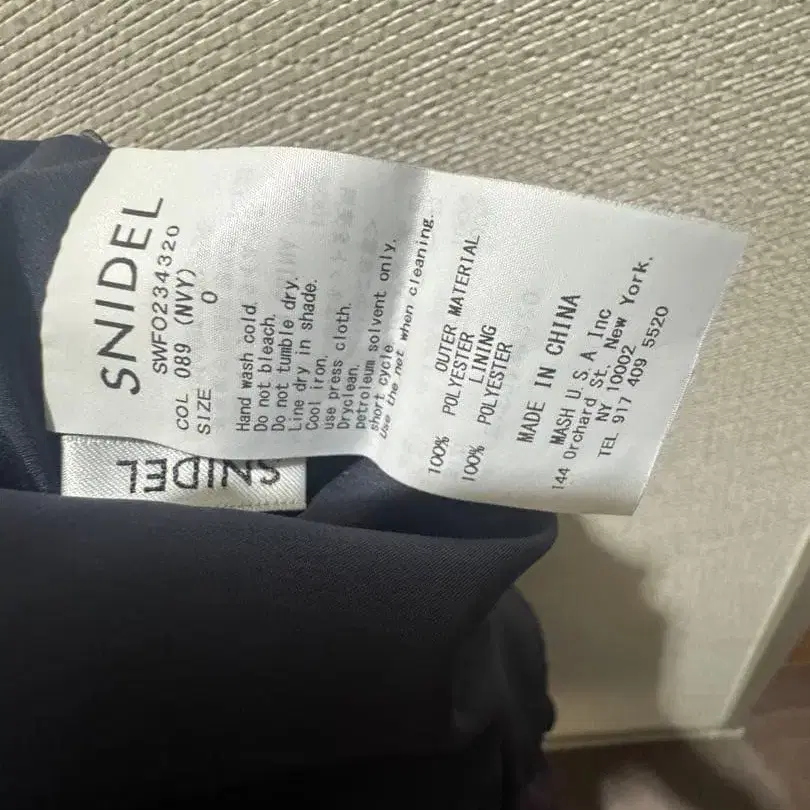 SNIDEL
SWFO234320
COL 089 (NVY)
SIZE 0
Hand wash cold.
Do not bleach.
Do not tumble dry.
Line dry in shade.
Cool iron.
use press cloth.
Dryclean.
petroleum solvent only.
short cycle.
Use the net when cleaning.
OUTER MATERIAL
100% POLYESTER
LINING
100% POLYESTER
MADE IN CHINA
MASH U.S.A Inc
144 Orchard St. New York,
NY 10002
TEL 917 409 5520
SNIDEL